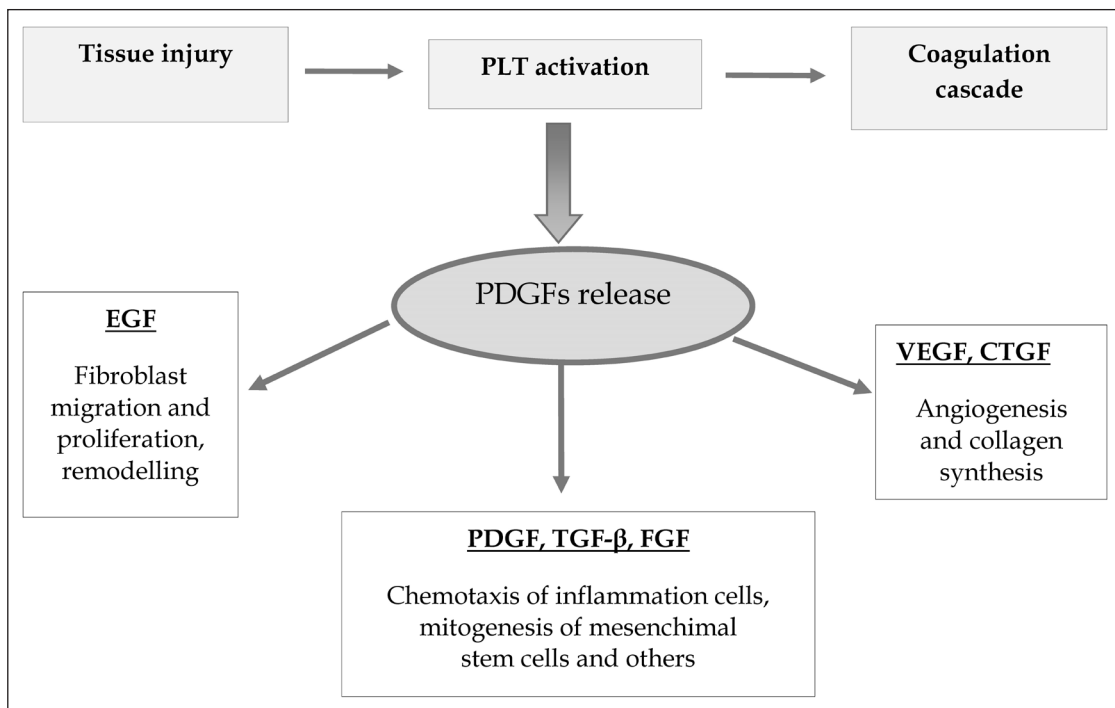 Tissue injury
PLT activation
Coagulation
cascade
PDGFs release
EGF
Fibroblast
migration and
proliferation,
remodelling
VEGF, CTGF
Angiogenesis
and collagen
synthesis
PDGF, TGF-β, FGF
Chemotaxis of inflammation cells,
mitogenesis of mesenchimal
stem cells and others